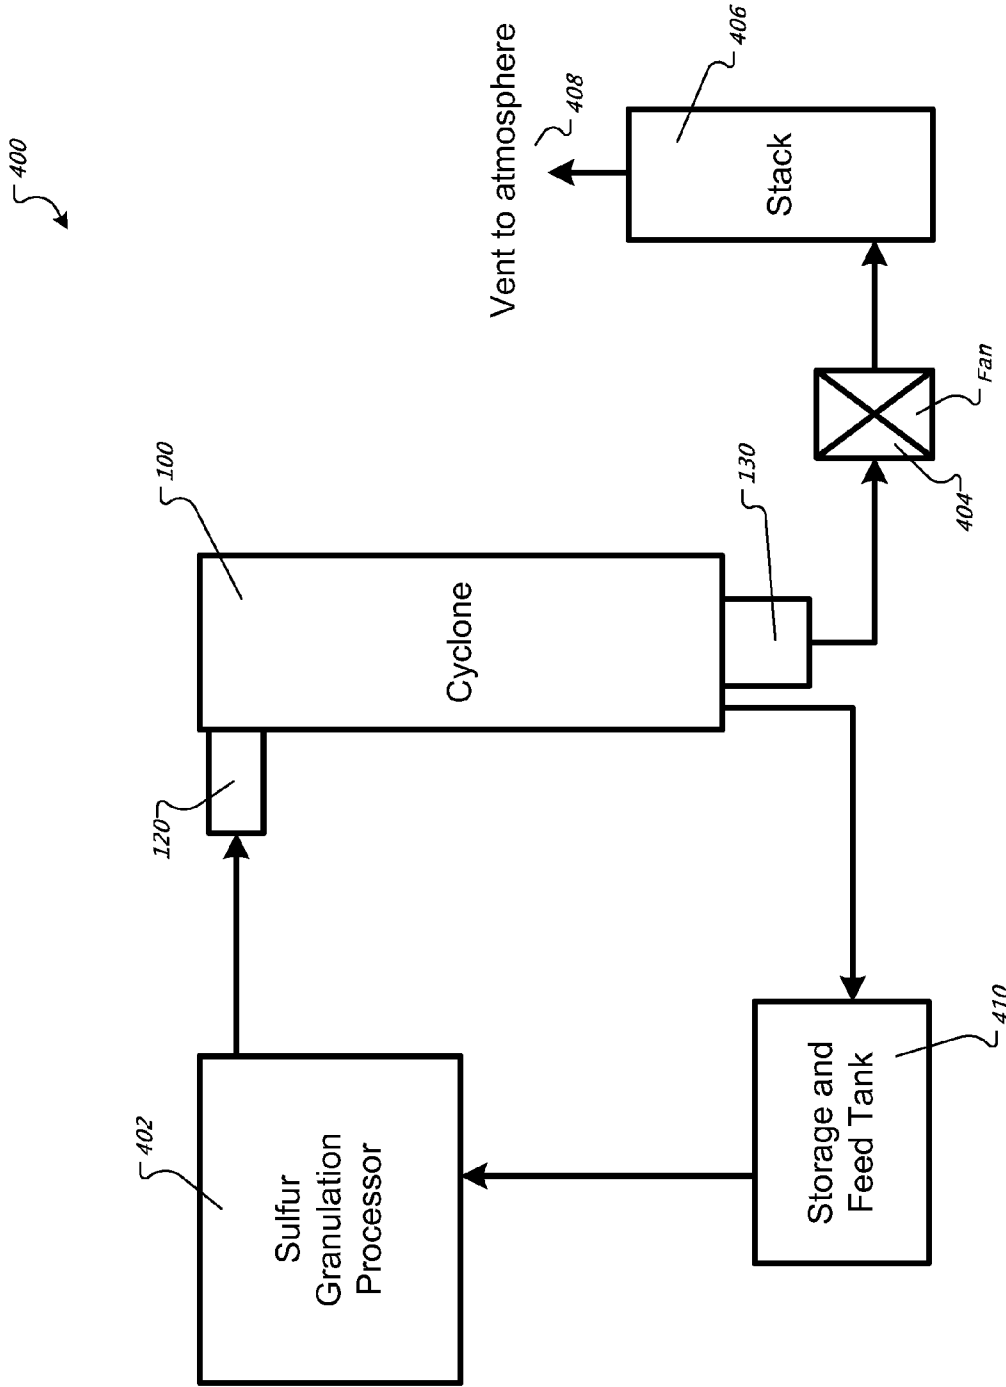 400
402
Sulfur
Granulation
Processor
120
100
Cyclone
130
Vent to atmosphere
408
406
Stack
404
Fan
Storage and
Feed Tank
410